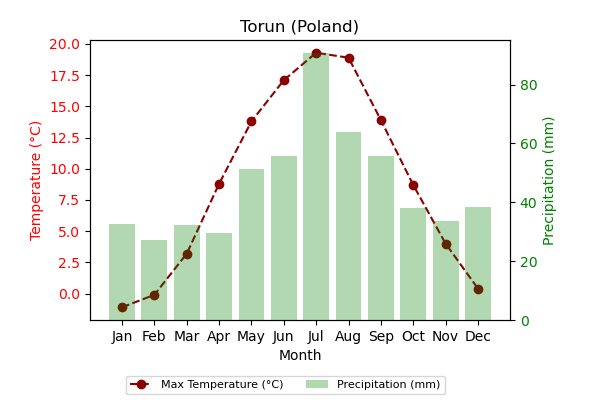 Torun (Poland)
20.0
17.5
15.0
12.5
10.0
7.5
5.0
2.5
0.0
Temperature (°C)
80
60
40
20
0
Precipitation (mm)
Jan Feb Mar Apr May Jun Jul Aug Sep Oct Nov Dec
Month
Max Temperature (°C) Precipitation (mm)